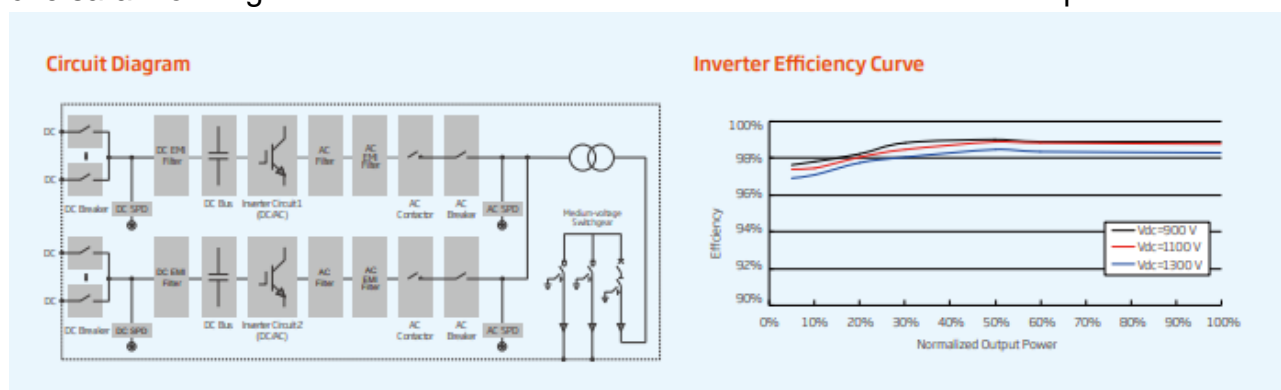 Circuit Diagram
DC
DC
DC Breaker
DC SPD
DC EMI
Filter
DC Bus
Inverter Circuit1
(DC/AC)
AC
Filter
AC
EMI
Filter
AC
Contactor
AC
Breaker
AC SPD
Medium-voltage
Switchgear
DC
DC
DC Breaker
DC SPD
DC EMI
Filter
DC Bus
Inverter Circuit2
(DC/AC)
AC
Filter
AC
EMI
Filter
AC
Contactor
AC
Breaker
AC SPD
Inverter Efficiency Curve
100%
98%
96%
94%
92%
90%
Efficiency
Vdc=900 V
Vdc=1100 V
Vdc=1300 V
0% 10% 20% 30% 40% 50% 60% 70% 80% 90% 100%
Normalized Output Power